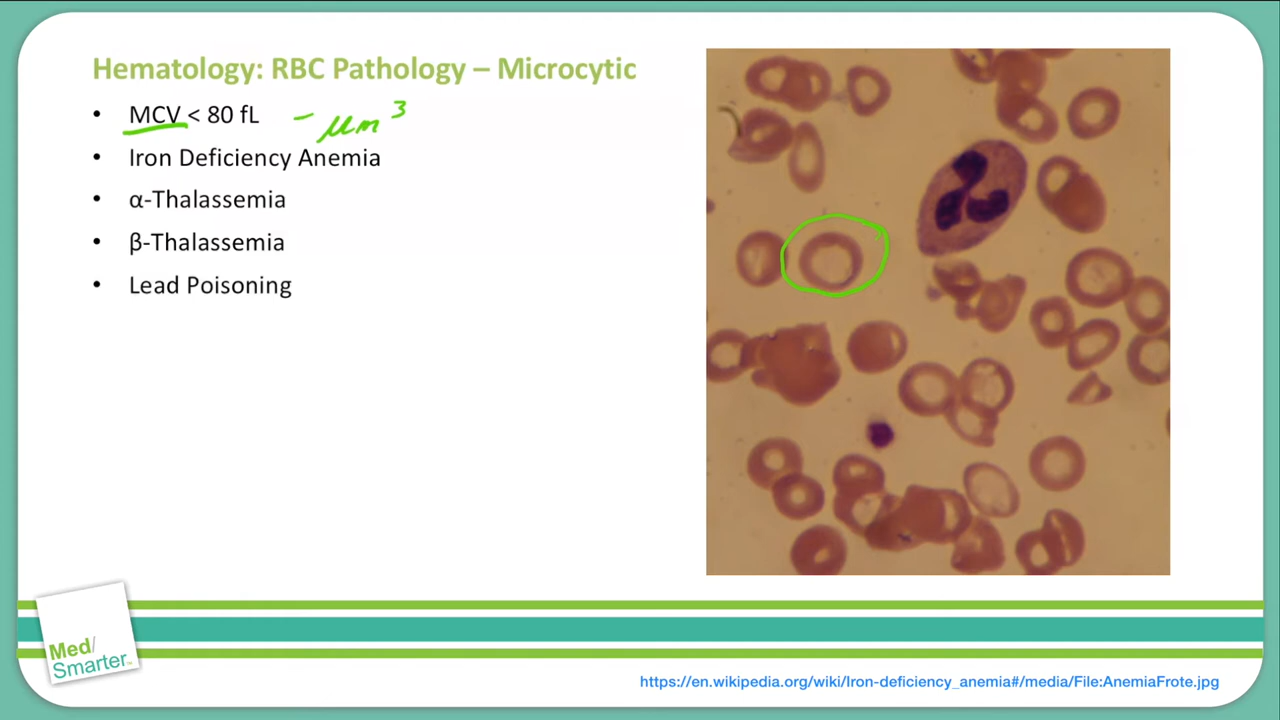 Hematology: RBC Pathology – Microcytic
• MCV < 80 fL – μm³
• Iron Deficiency Anemia
• α-Thalassemia
• β-Thalassemia
• Lead Poisoning
Med/
Smarter™
https://en.wikipedia.org/wiki/Iron-deficiency_anemia#/media/File:AnemiaFrote.jpg